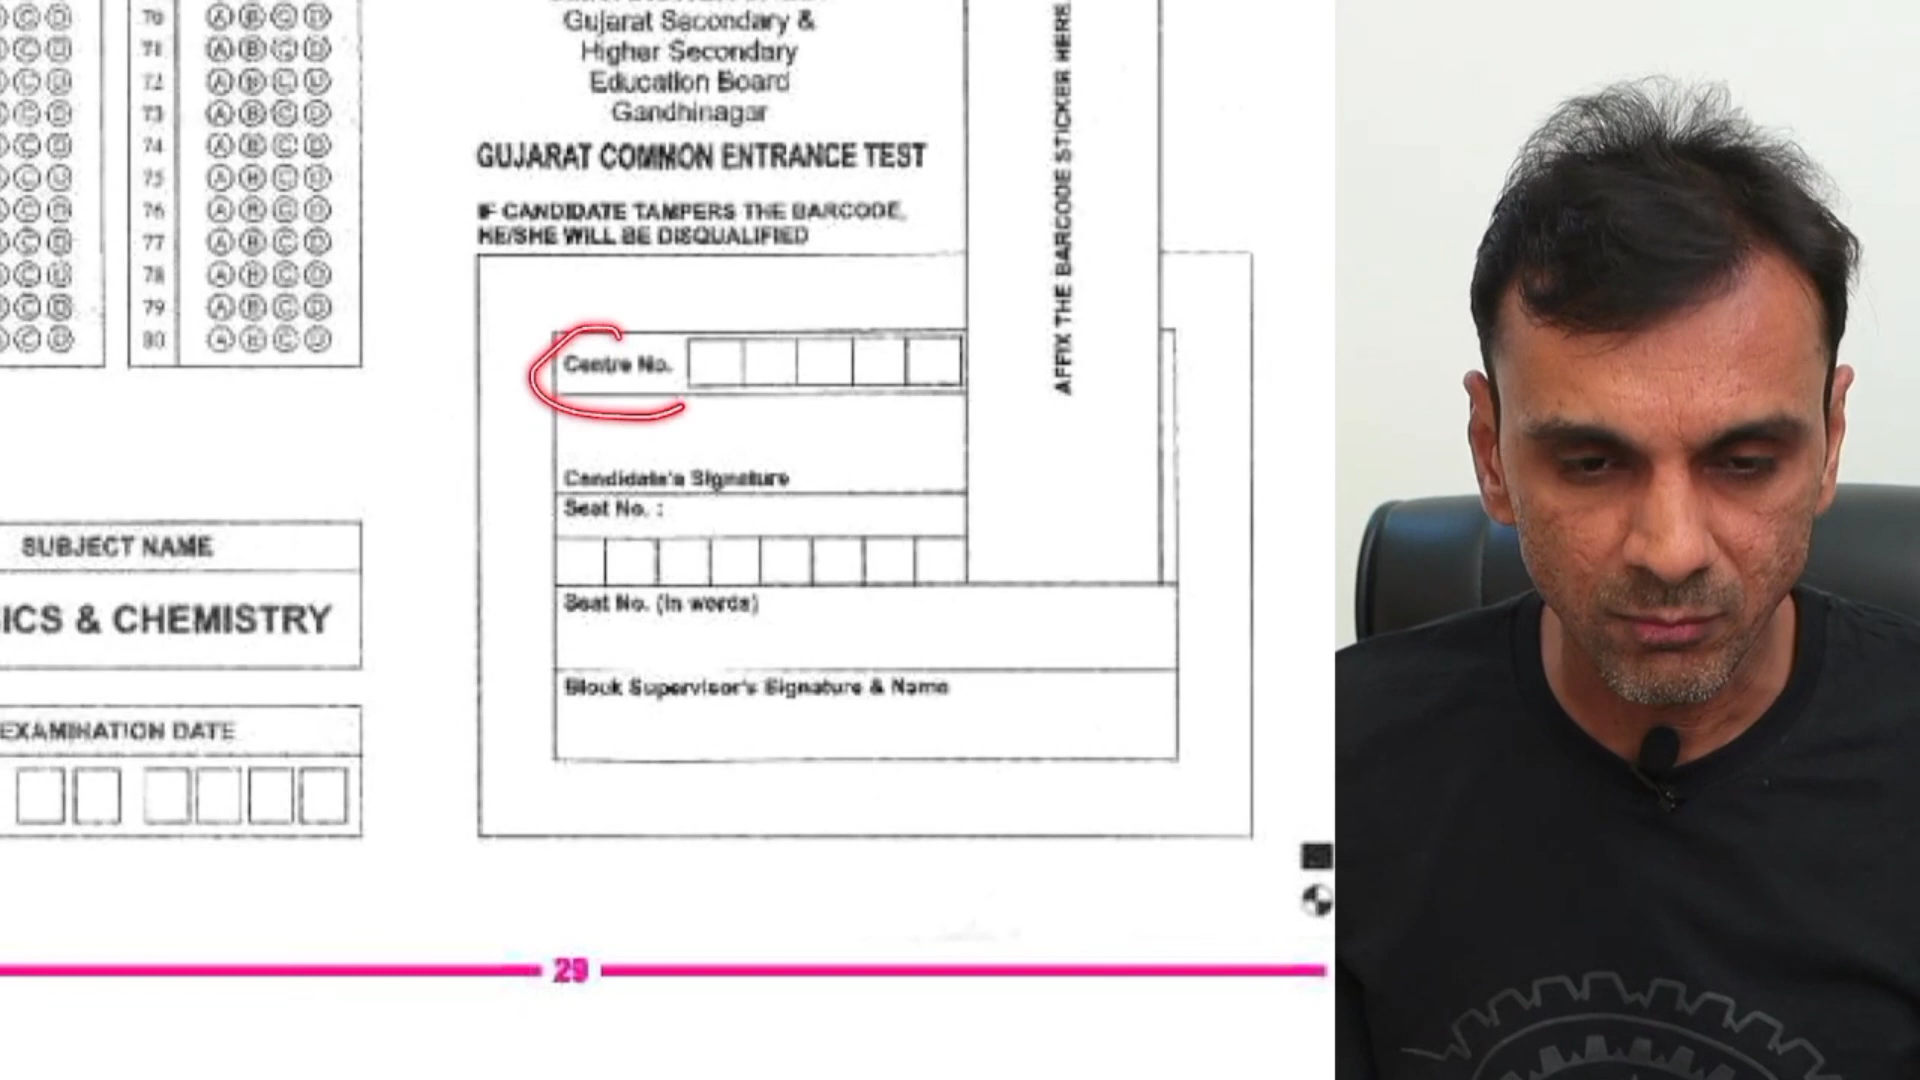 70 A B C D
71 A B C D
72 A B C D
73 A B C D
74 A B C D
75 A B C D
76 A B C D
77 A B C D
78 A B C D
79 A B C D
80 A B C D
SUBJECT NAME
ICS & CHEMISTRY
EXAMINATION DATE
Gujarat Secondary &
Higher Secondary
Education Board
Gandhinagar
GUJARAT COMMON ENTRANCE TEST
IF CANDIDATE TAMPERS THE BARCODE,
HE/SHE WILL BE DISQUALIFIED
AFFIX THE BARCODE STICKER HERE
Centre No.
Candidate's Signature
Seat No. :
Seat No. (In words)
Block Supervisor's Signature & Name
29